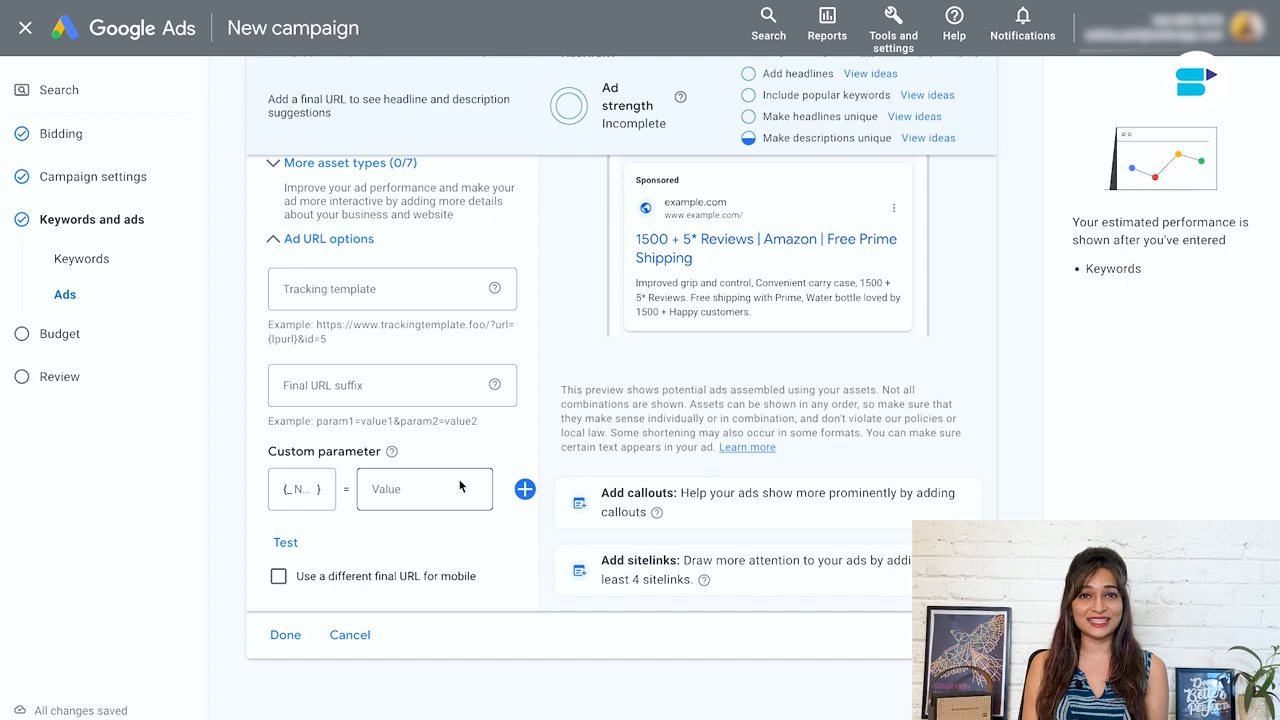 Google Ads
New campaign
Search
Reports
Tools and
settings
Help
Notifications
Search
Bidding
Campaign settings
Keywords and ads
Keywords
Ads
Budget
Review
All changes saved
Add a final URL to see headline and description
suggestions
Ad
strength
Incomplete
Add headlines View ideas
Include popular keywords View ideas
Make headlines unique View ideas
Make descriptions unique View ideas
More asset types (0/7)
Improve your ad performance and make your
ad more interactive by adding more details
about your business and website
Ad URL options
Tracking template
Example: https://www.trackingtemplate.foo/?url=
{lpurl}&id=5
Final URL suffix
Example: param1=value1&param2=value2
Custom parameter
{_ N... } = Value
Test
Use a different final URL for mobile
Done Cancel
Sponsored
example.com
www.example.com/
1500 + 5* Reviews | Amazon | Free Prime
Shipping
Improved grip and control, Convenient carry case, 1500 +
5* Reviews. Free shipping with Prime, Water bottle loved by
1500 + Happy customers.
This preview shows potential ads assembled using your assets. Not all
combinations are shown. Assets can be shown in any order, so make sure that
they make sense individually or in combination, and don't violate our policies or
local law. Some shortening may also occur in some formats. You can make sure
certain text appears in your ad. Learn more
Add callouts: Help your ads show more prominently by adding
callouts
Add sitelinks: Draw more attention to your ads by addi
least 4 sitelinks.
Your estimated performance is
shown after you've entered
• Keywords
SOAR HIGH
Better